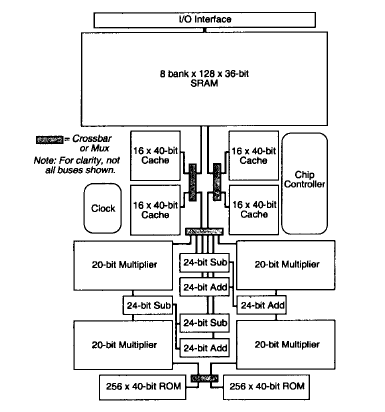 I/O Interface
8 bank x 128 x 36-bit
SRAM
= Crossbar
or Mux
Note: For clarity, not
all buses shown.
16 x 40-bit
Cache
16 x 40-bit
Cache
Chip
Controller
Clock
16 x 40-bit
Cache
16 x 40-bit
Cache
20-bit Multiplier
24-bit Sub
20-bit Multiplier
24-bit Add
24-bit Sub
24-bit Add
24-bit Sub
20-bit Multiplier
24-bit Add
20-bit Multiplier
256 x 40-bit ROM
256 x 40-bit ROM